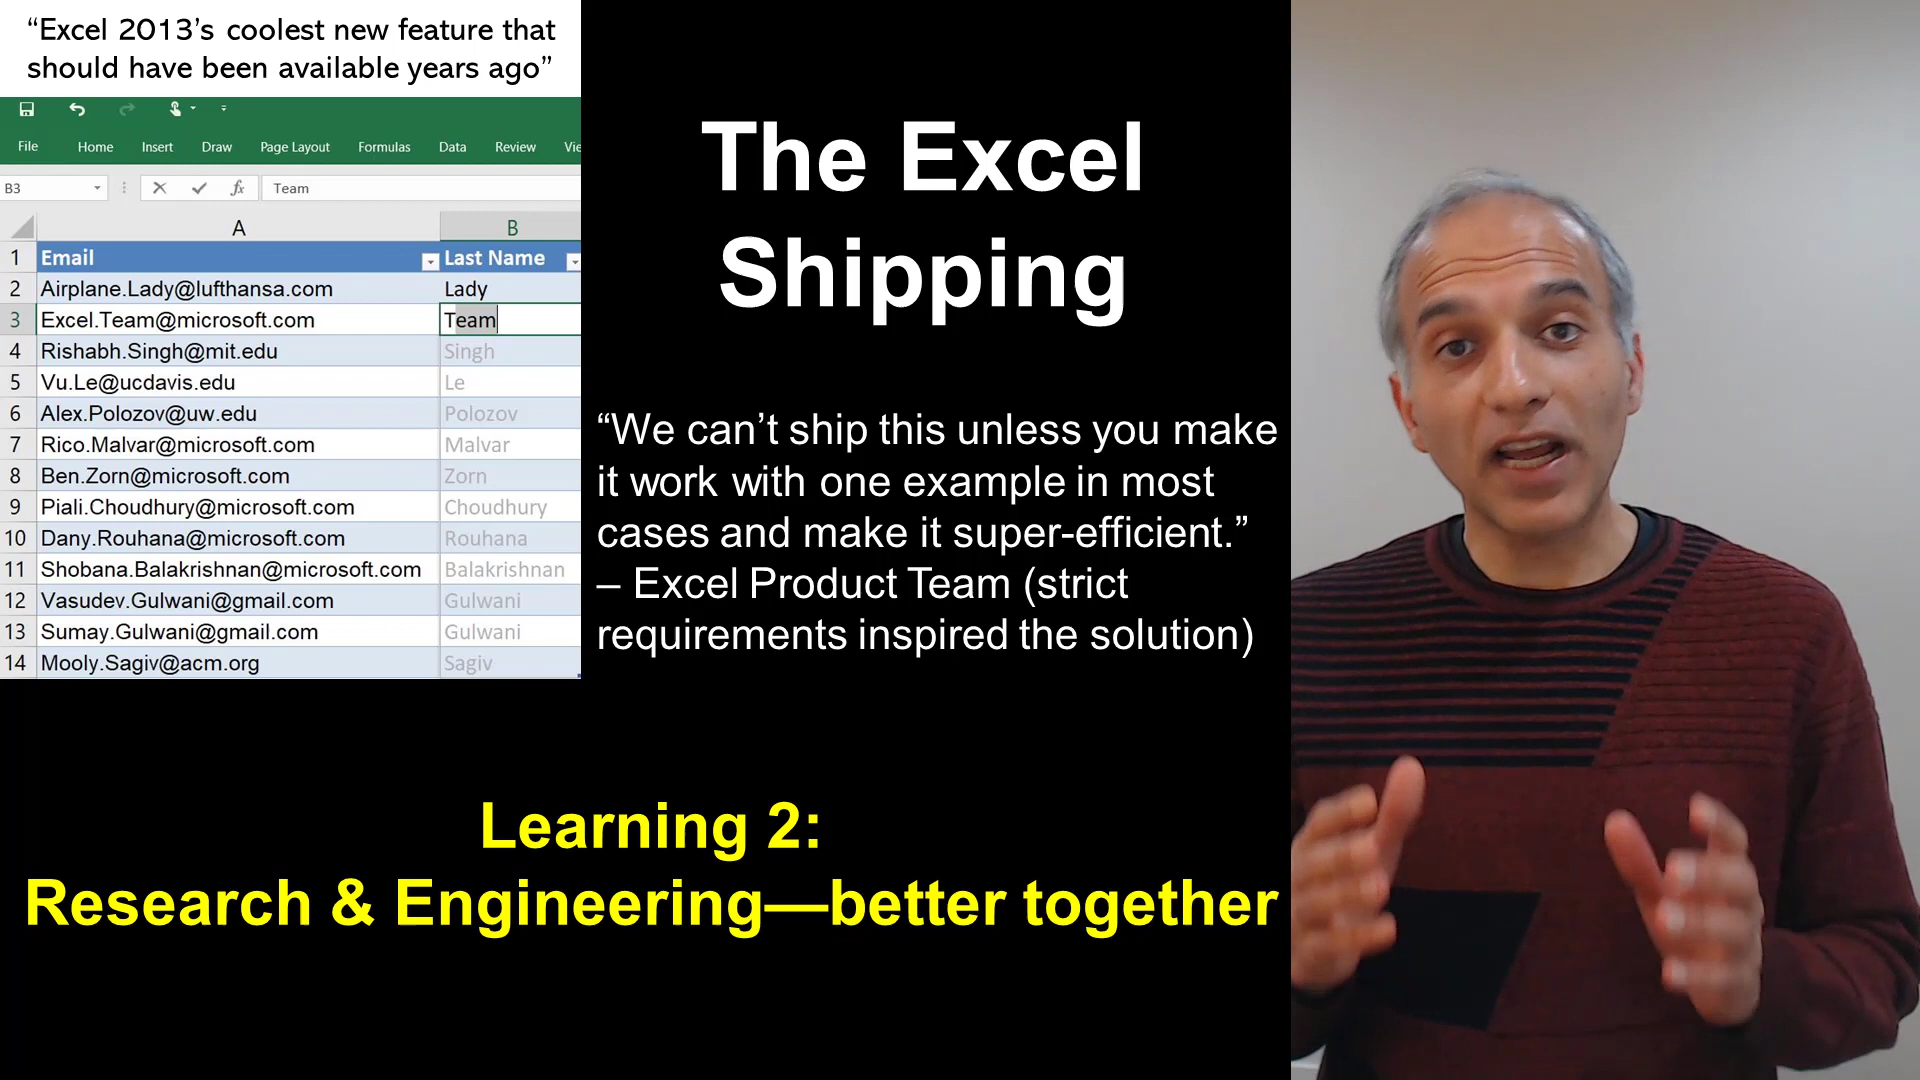 “Excel 2013’s coolest new feature that
should have been available years ago”
File Home Insert Draw Page Layout Formulas Data Review
B3 fx Team
A B
1 Email Last Name
2 Airplane.Lady@lufthansa.com Lady
3 Excel.Team@microsoft.com Team
4 Rishabh.Singh@mit.edu Singh
5 Vu.Le@ucdavis.edu Le
6 Alex.Polozov@uw.edu Polozov
7 Rico.Malvar@microsoft.com Malvar
8 Ben.Zorn@microsoft.com Zorn
9 Piali.Choudhury@microsoft.com Choudhury
10 Dany.Rouhana@microsoft.com Rouhana
11 Shobana.Balakrishnan@microsoft.com Balakrishnan
12 Vasudev.Gulwani@gmail.com Gulwani
13 Sumay.Gulwani@gmail.com Gulwani
14 Mooly.Sagiv@acm.org Sagiv
The Excel
Shipping
“We can’t ship this unless you make
it work with one example in most
cases and make it super-efficient.”
– Excel Product Team (strict
requirements inspired the solution)
Learning 2:
Research & Engineering—better together